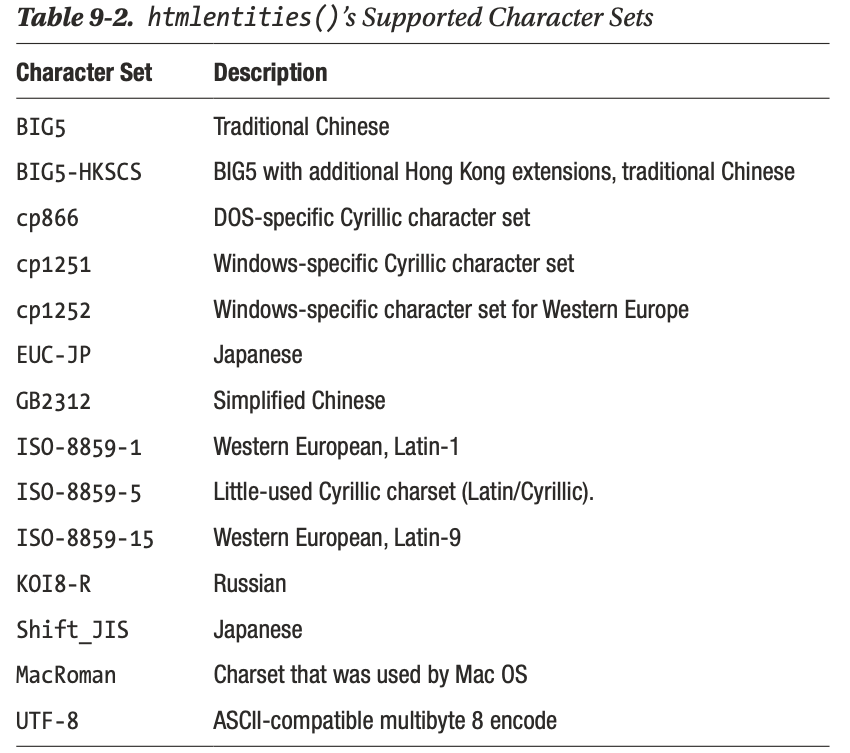 Table 9-2. htmlentities()’s Supported Character Sets
Character Set Description
BIG5 Traditional Chinese
BIG5-HKSCS BIG5 with additional Hong Kong extensions, traditional Chinese
cp866 DOS-specific Cyrillic character set
cp1251 Windows-specific Cyrillic character set
cp1252 Windows-specific character set for Western Europe
EUC-JP Japanese
GB2312 Simplified Chinese
ISO-8859-1 Western European, Latin-1
ISO-8859-5 Little-used Cyrillic charset (Latin/Cyrillic).
ISO-8859-15 Western European, Latin-9
KOI8-R Russian
Shift_JIS Japanese
MacRoman Charset that was used by Mac OS
UTF-8 ASCII-compatible multibyte 8 encode